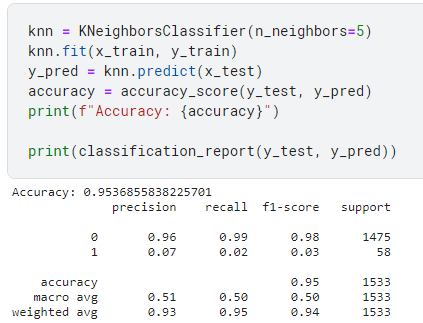 knn = KNeighborsClassifier(n_neighbors=5)
knn.fit(x_train, y_train)
y_pred = knn.predict(x_test)
accuracy = accuracy_score(y_test, y_pred)
print(f"Accuracy: {accuracy}")
print(classification_report(y_test, y_pred))
Accuracy: 0.9536855838225701
precision recall f1-score support
0 0.96 0.99 0.98 1475
1 0.07 0.02 0.03 58
accuracy 0.95 1533
macro avg 0.51 0.50 0.50 1533
weighted avg 0.93 0.95 0.94 1533